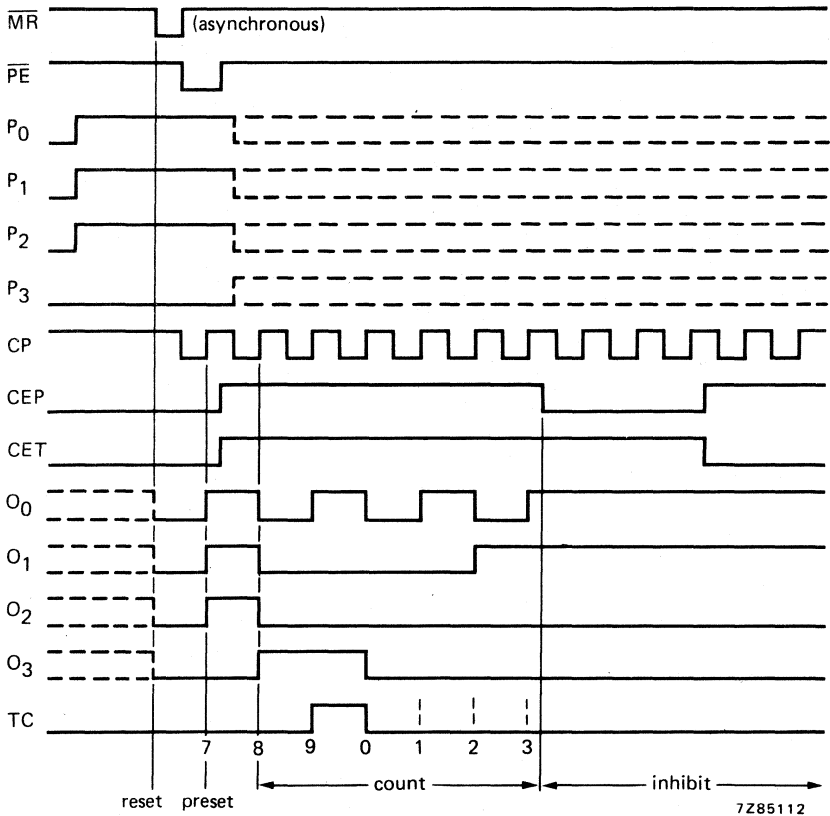 MR (asynchronous)
PE
P0
P1
P2
P3
CP
CEP
CET
O0
O1
O2
O3
TC
7 8 9 0 1 2 3
count inhibit
reset preset
7Z85112